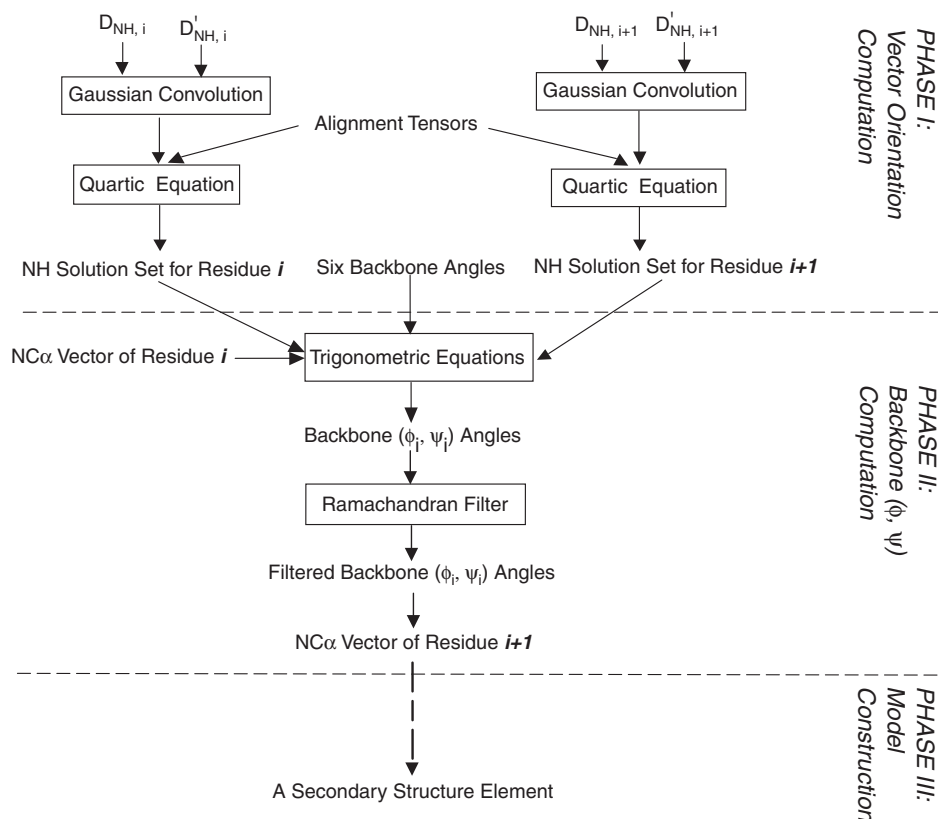 D_NH, i
D'_NH, i
D_NH, i+1
D'_NH, i+1
Gaussian Convolution
Gaussian Convolution
Alignment Tensors
Quartic Equation
Quartic Equation
NH Solution Set for Residue i
Six Backbone Angles
NH Solution Set for Residue i+1
PHASE I:
Vector Orientation
Computation
NCα Vector of Residue i
Trigonometric Equations
Backbone (ϕi, ψi) Angles
Ramachandran Filter
Filtered Backbone (ϕi, ψi) Angles
NCα Vector of Residue i+1
PHASE II:
Backbone (ϕ, ψ)
Computation
A Secondary Structure Element
PHASE III:
Model
Construction